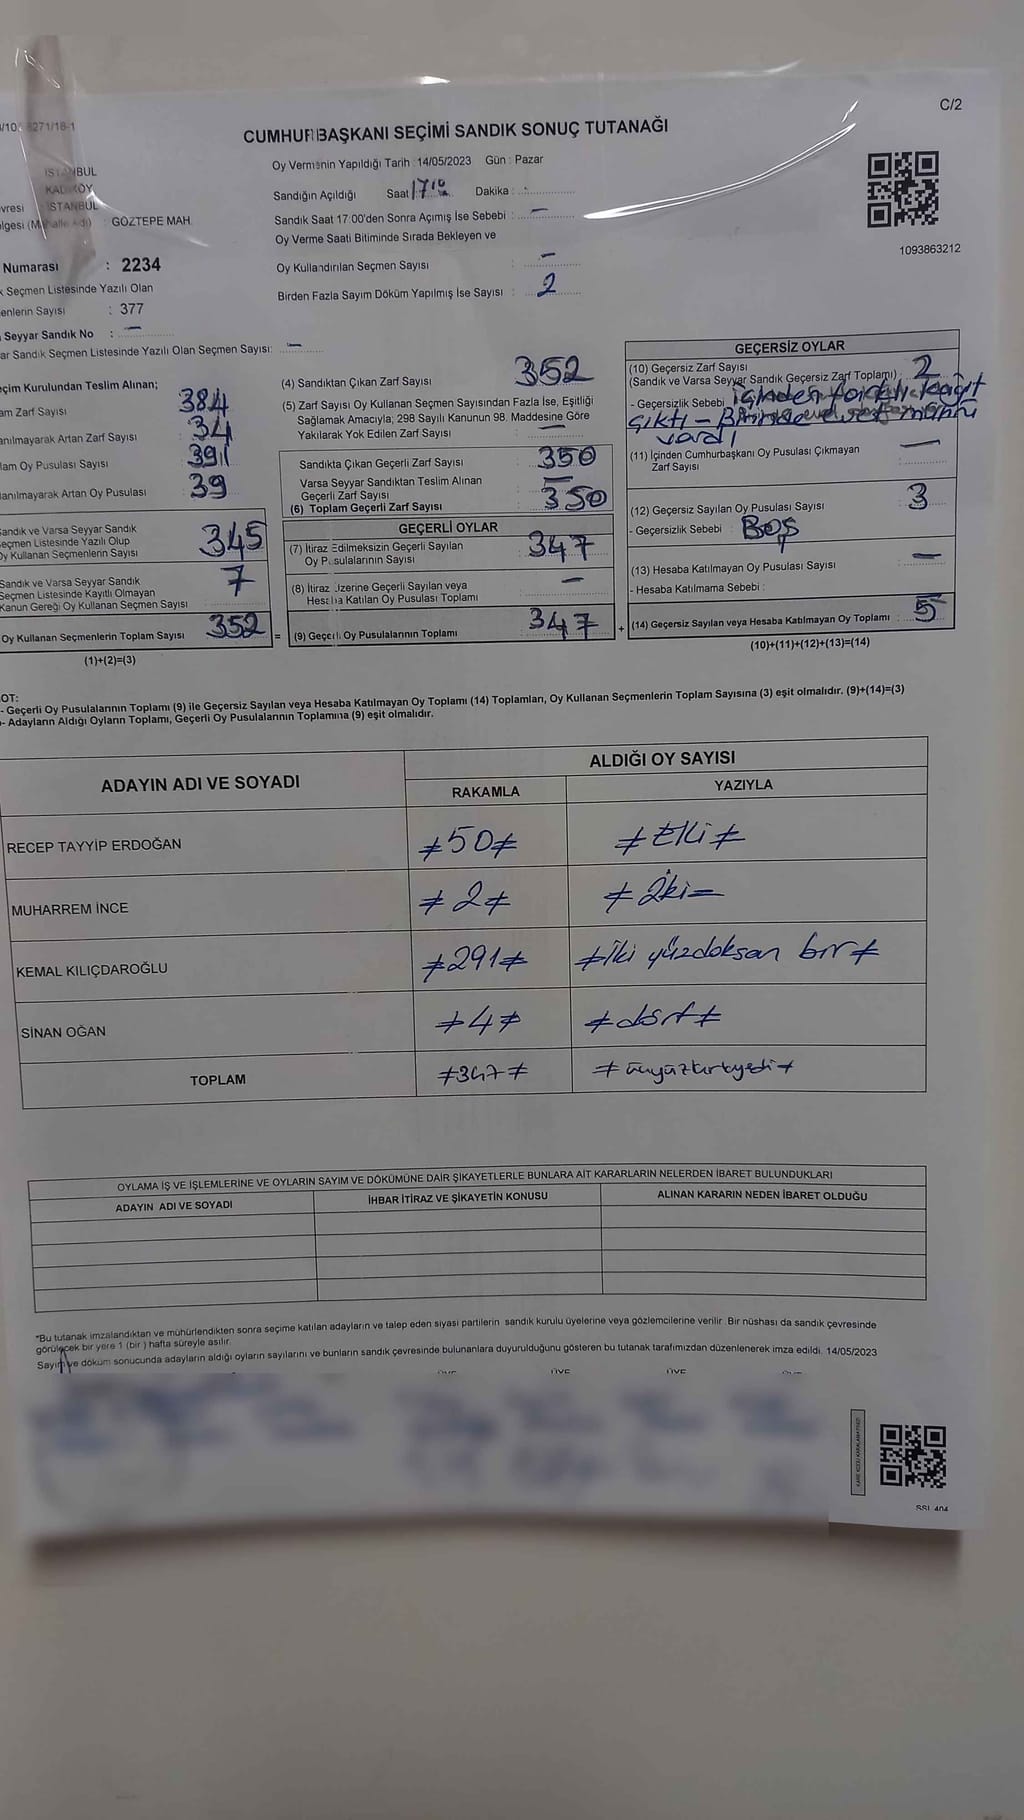 C/2
8271/18-1
CUMHURBAŞKANI SEÇİMİ SANDIK SONUÇ TUTANAĞI
Oy Vermenin Yapıldığı Tarih : 14/05/2023 Gün : Pazar
İSTANBUL
KADIKÖY
İSTANBUL
(Mahalle Adı) : GÖZTEPE MAH.
Sandığın Açıldığı Saat 17:10 Dakika :
Sandık Saat 17:00'den Sonra Açımış İse Sebebi : -
Oy Verme Saati Bitiminde Sırada Bekleyen ve
Oy Kullandırılan Seçmen Sayısı : -
Birden Fazla Sayım Döküm Yapılmış İse Sayısı : 2
1093863212
Numarası : 2234
Seçmen Listesinde Yazılı Olan
Sayısı : 377
Seyyar Sandık No : -
Sandık Seçmen Listesinde Yazılı Olan Seçmen Sayısı: -
Kurulundan Teslim Alınan;
Zarf Sayısı 384
Artan Zarf Sayısı 34
Oy Pusulası Sayısı 391
Artan Oy Pusulası 39
Sandık ve Varsa Seyyar Sandık
Seçmen Listesinde Yazılı Olup
Oy Kullanan Seçmenlerin Sayısı 345
Sandık ve Varsa Seyyar Sandık
Seçmen Listesinde Kayıtlı Olmayan
Kanun Gereği Oy Kullanan Seçmen Sayısı 7
Oy Kullanan Seçmenlerin Toplam Sayısı 352 =
(1)+(2)=(3)
(4) Sandıktan Çıkan Zarf Sayısı 352
(5) Zarf Sayısı Oy Kullanan Seçmen Sayısından Fazla İse, Eşitliği
Sağlamak Amacıyla; 298 Sayılı Kanunun 98. Maddesine Göre
Yakılarak Yok Edilen Zarf Sayısı : -
Sandıkta Çıkan Geçerli Zarf Sayısı : 350
Varsa Seyyar Sandıktan Teslim Alınan
Geçerli Zarf Sayısı : -
(6) Toplam Geçerli Zarf Sayısı : 350
GEÇERLİ OYLAR
(7) İtiraz Edilmeksizin Geçerli Sayılan
Oy Pusulalarının Sayısı : 347
(8) İtiraz Üzerine Geçerli Sayılan veya
Hesaba Katılan Oy Pusulası Toplamı : -
(9) Geçerli Oy Pusulalarının Toplamı : 347 +
GEÇERSİZ OYLAR
(10) Geçersiz Zarf Sayısı
(Sandık ve Varsa Seyyar Sandık Geçersiz Zarf Toplamı) : 2
- Geçersizlik Sebebi : içinden farklı kağıt
çıktı - Birinde evet mührü
vardı
(11) İçinden Cumhurbaşkanı Oy Pusulası Çıkmayan
Zarf Sayısı : -
(12) Geçersiz Sayılan Oy Pusulası Sayısı : 3
- Geçersizlik Sebebi : Boş
(13) Hesaba Katılmayan Oy Pusulası Sayısı : -
- Hesaba Katılmama Sebebi : -
(14) Geçersiz Sayılan veya Hesaba Katılmayan Oy Toplamı : 5
(10)+(11)+(12)+(13)=(14)
OT:
- Geçerli Oy Pusulalarının Toplamı (9) ile Geçersiz Sayılan veya Hesaba Katılmayan Oy Toplamı (14) Toplamları, Oy Kullanan Seçmenlerin Toplam Sayısına (3) eşit olmalıdır. (9)+(14)=(3)
- Adayların Aldığı Oyların Toplamı, Geçerli Oy Pusulalarının Toplamına (9) eşit olmalıdır.
ADAYIN ADI VE SOYADI
ALDIĞI OY SAYISI
RAKAMLA YAZIYLA
RECEP TAYYİP ERDOĞAN ≠50≠ ≠Elli≠
MUHARREM İNCE ≠2≠ ≠iki=
KEMAL KILIÇDAROĞLU ≠291≠ ≠iki yüzdoksan bir≠
SİNAN OĞAN ≠4≠ ≠dört≠
TOPLAM ≠347≠ ≠üçyüzkırkyedi≠
OYLAMA İŞ VE İŞLEMLERİNE VE OYLARIN SAYIM VE DÖKÜMÜNE DAİR ŞİKAYETLERLE BUNLARA AİT KARARLARIN NELERDEN İBARET BULUNDUKLARI
ADAYIN ADI VE SOYADI İHBAR İTİRAZ VE ŞİKAYETİN KONUSU ALINAN KARARIN NEDEN İBARET OLDUĞU
*Bu tutanak imzalandıktan ve mühürlendikten sonra seçime katılan adayların ve talep eden siyasi partilerin sandık kurulu üyelerine veya gözlemcilerine verilir. Bir nüshası da sandık çevresinde
görülecek bir yere 1 (bir ) hafta süreyle asılır.
Sayım ve döküm sonucunda adayların aldığı oyların sayılarını ve bunların sandık çevresinde bulunanlara duyurulduğunu gösteren bu tutanak tarafımızdan düzenlenerek imza edildi. 14/05/2023
ÜYE ÜYE ÜYE
SSL 404